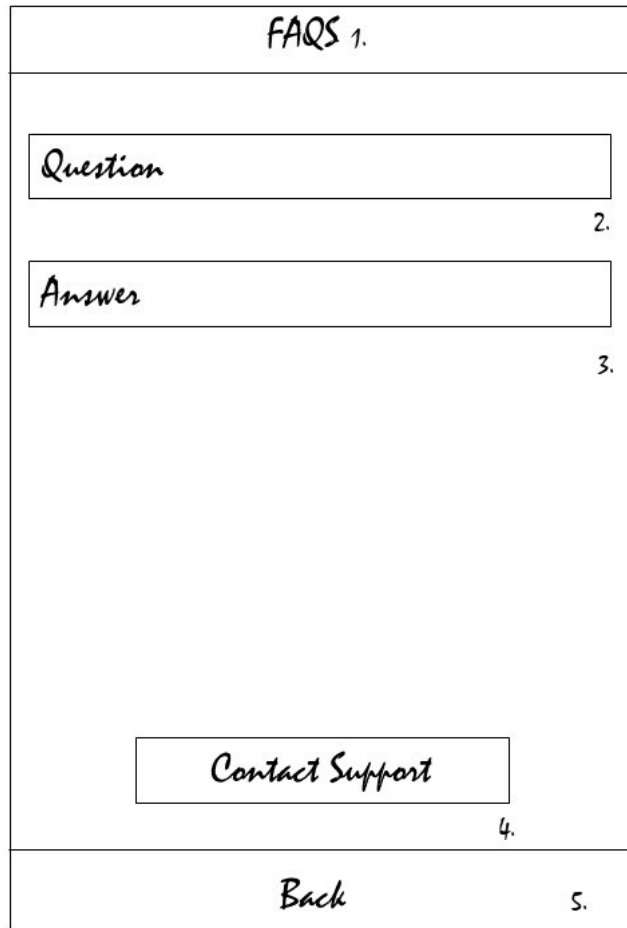 FAQS 1.
Question
2.
Answer
3.
Contact Support
4.
Back 5.